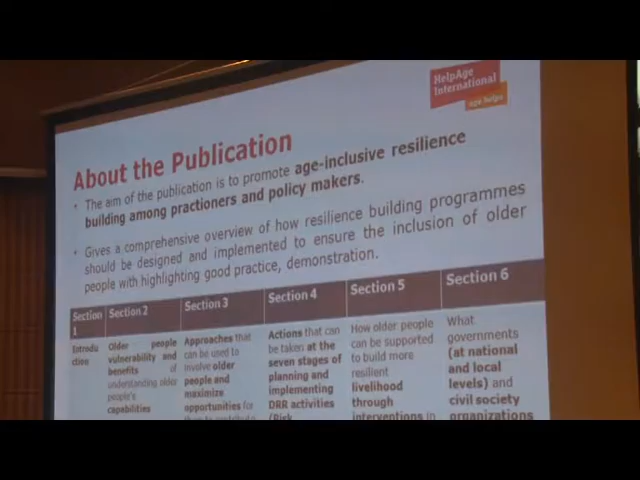 HelpAge
International
age helps
About the Publication
• The aim of the publication is to promote age-inclusive resilience
building among practioners and policy makers.
• Gives a comprehensive overview of how resilience building programmes
should be designed and implemented to ensure the inclusion of older
people with highlighting good practice, demonstration.
Section 1
Section 2
Section 3
Section 4
Section 5
Section 6
Introdu
ction
Older people
vulnerability and
benefits of
understanding older
people's
capabilities
Approaches that
can be used to
involve older
people and
maximize
opportunities for
Actions that can
be taken at the
seven stages of
planning and
implementing
DRR activities
(Risk
How older people
can be supported
to build more
resilient
livelihood
through
interventions in
What
governments
(at national
and local
levels) and
civil society
organizations